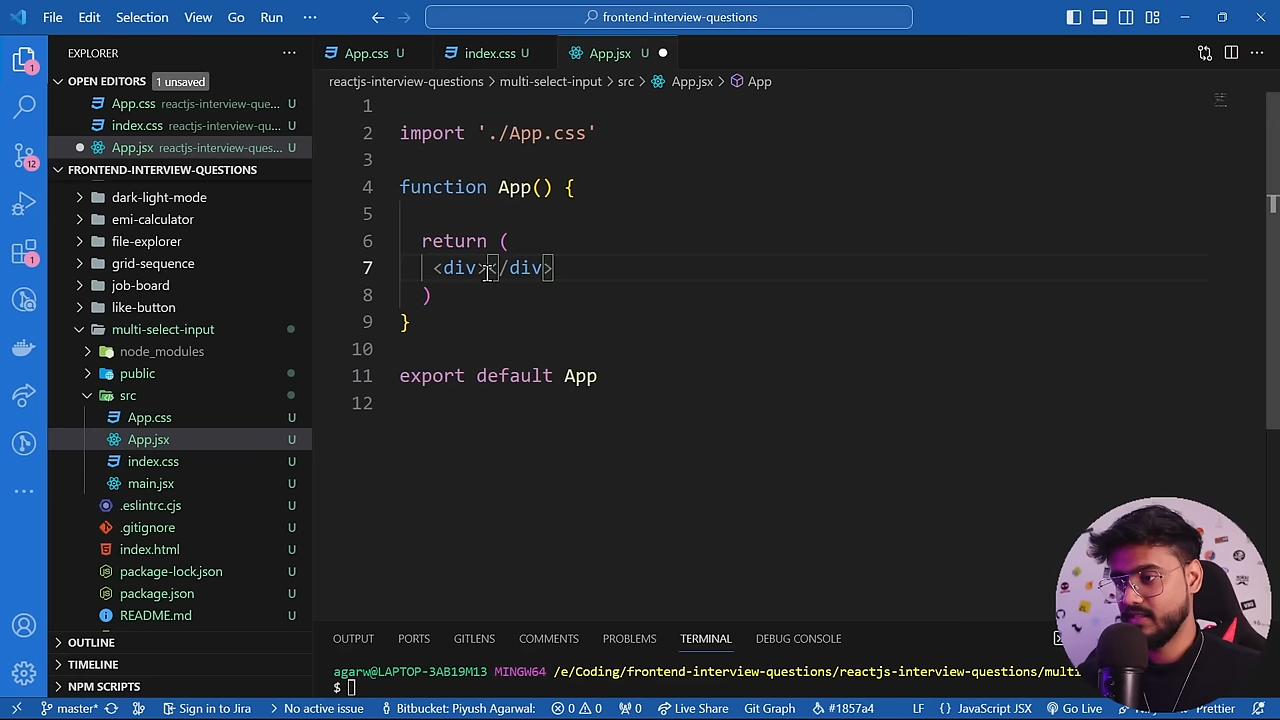 File Edit Selection View Go Run ··· frontend-interview-questions
EXPLORER ···
OPEN EDITORS 1 unsaved
App.css reactjs-interview-que... U
index.css reactjs-interview-qu... U
App.jsx reactjs-interview-ques... U
FRONTEND-INTERVIEW-QUESTIONS
dark-light-mode
emi-calculator
file-explorer
grid-sequence
job-board
like-button
multi-select-input
node_modules
public
src
App.css U
App.jsx U
index.css U
main.jsx U
.eslintrc.cjs U
.gitignore U
index.html U
package-lock.json U
package.json U
README.md U
OUTLINE
TIMELINE
NPM SCRIPTS
1
12
1
App.css U index.css U App.jsx U
reactjs-interview-questions > multi-select-input > src > App.jsx > App
1
2 import './App.css'
3
4 function App() {
5
6 return (
7 <div></div>
8 )
9 }
10
11 export default App
12
OUTPUT PORTS GITLENS COMMENTS PROBLEMS TERMINAL DEBUG CONSOLE
agarw@LAPTOP-3AB19M13 MINGW64 /e/Coding/frontend-interview-questions/reactjs-interview-questions/multi
$
master* Sign in to Jira No active issue Bitbucket: Piyush Agarwal: 0 0 0 Live Share Git Graph #1857a4 LF JavaScript JSX Go Live Prettier